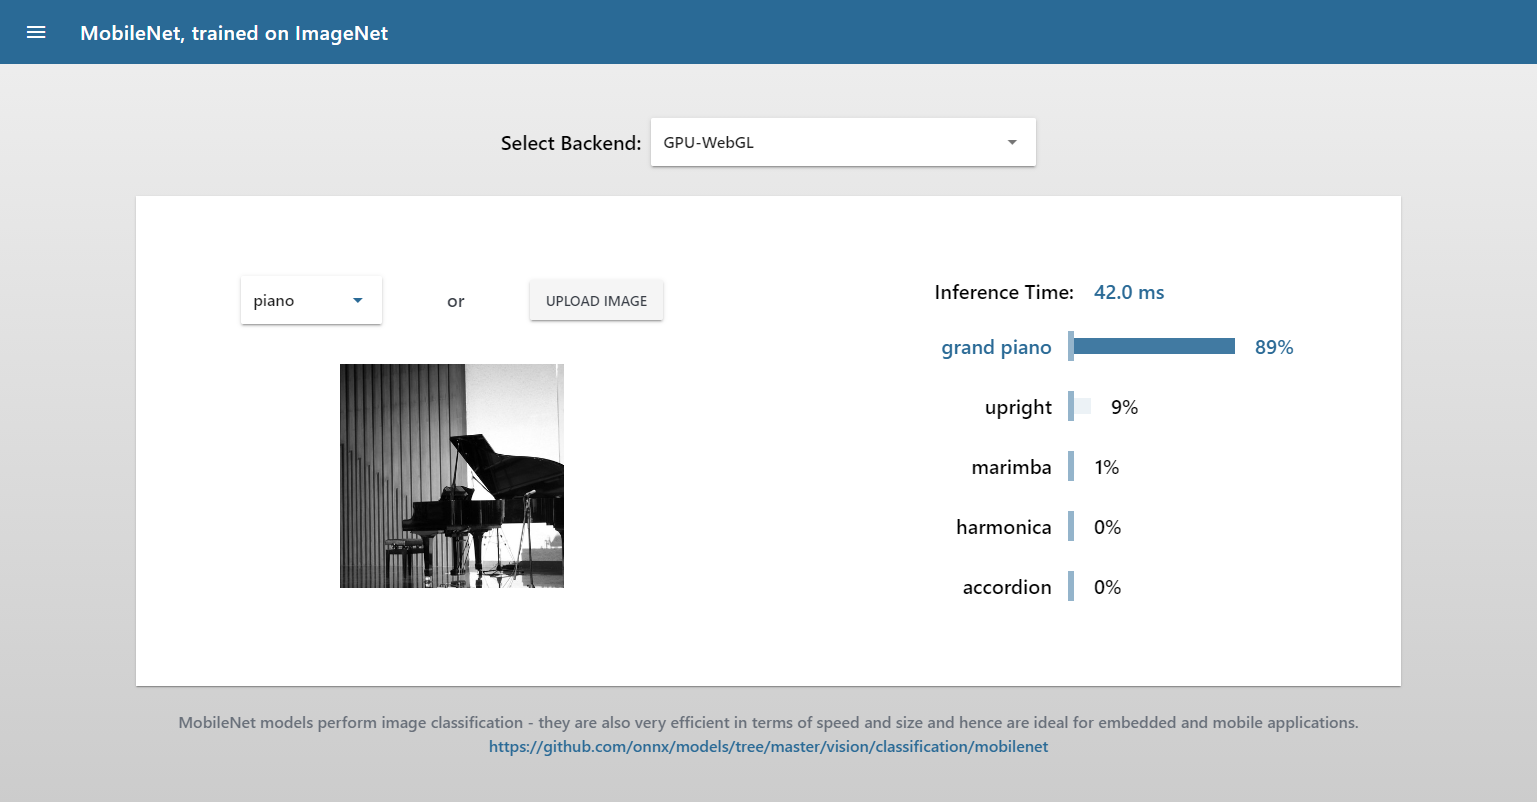 MobileNet, trained on ImageNet
Select Backend: GPU-WebGL
piano or UPLOAD IMAGE
Inference Time: 42.0 ms
grand piano 89%
upright 9%
marimba 1%
harmonica 0%
accordion 0%
MobileNet models perform image classification - they are also very efficient in terms of speed and size and hence are ideal for embedded and mobile applications.
https://github.com/onnx/models/tree/master/vision/classification/mobilenet